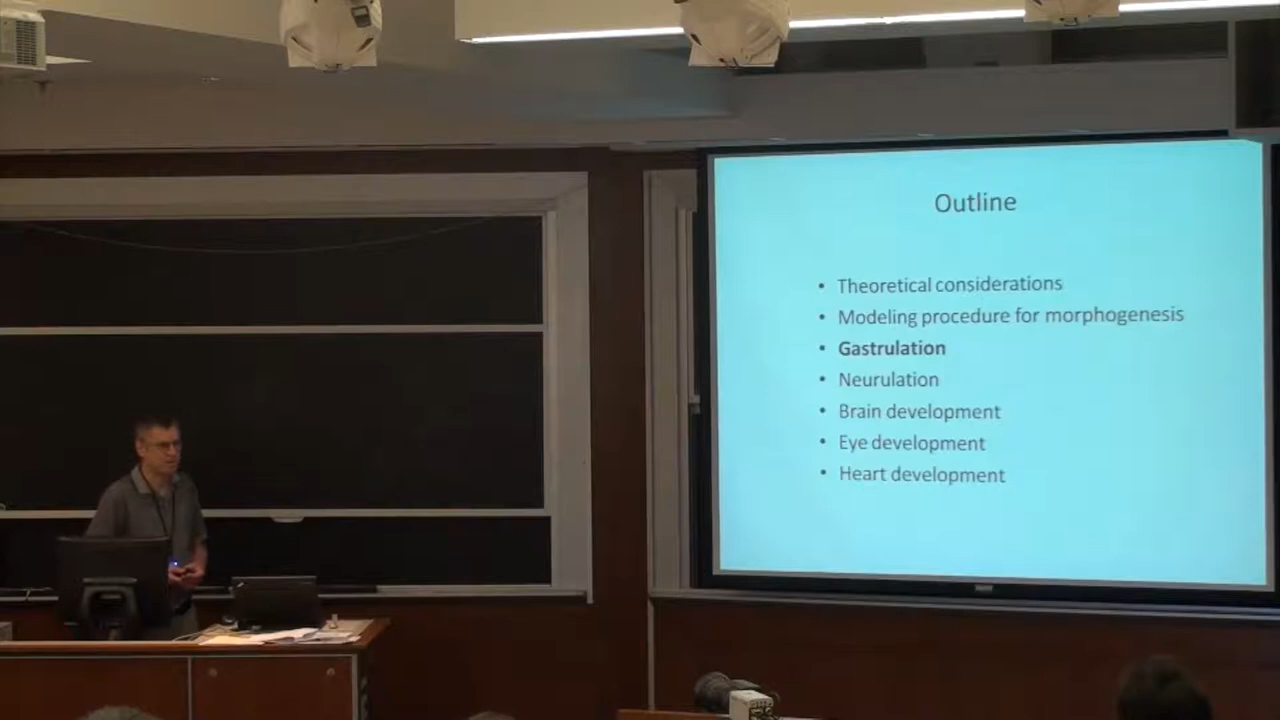 Outline
• Theoretical considerations
• Modeling procedure for morphogenesis
• Gastrulation
• Neurulation
• Brain development
• Eye development
• Heart development